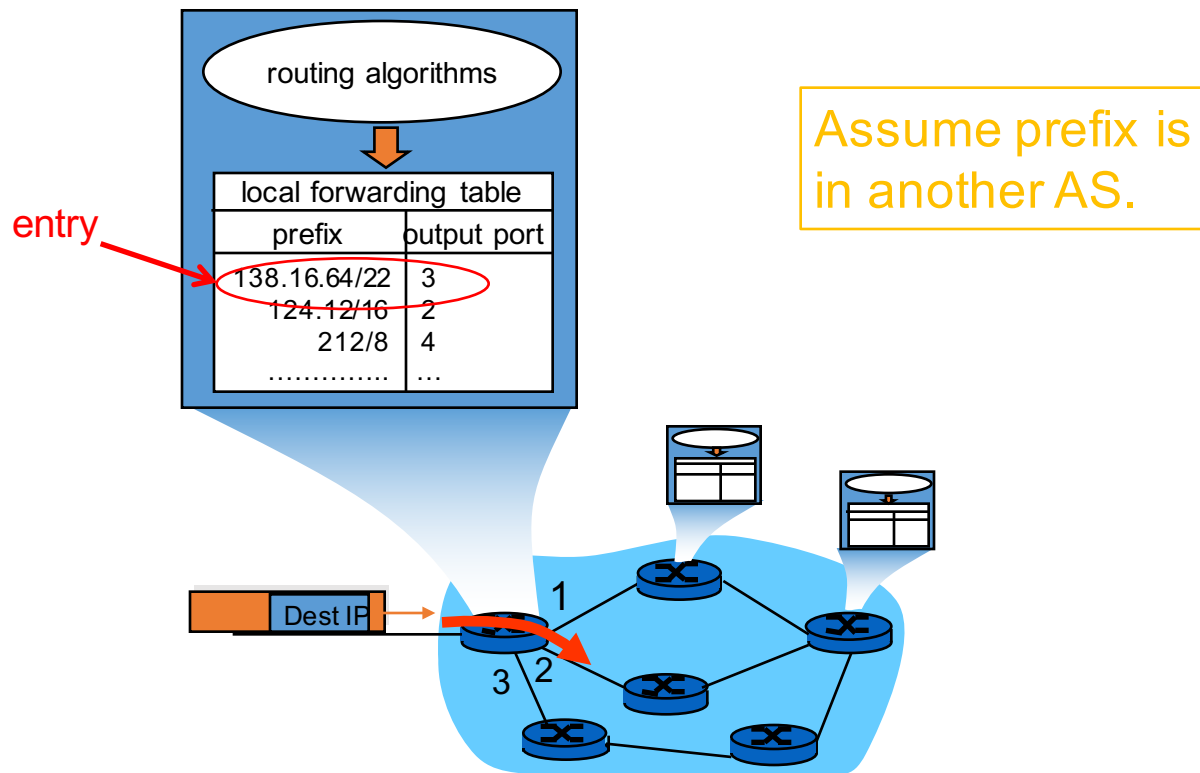 routing algorithms
Assume prefix is
in another AS.
local forwarding table
prefix output port
entry
138.16.64/22 3
124.12/16 2
212/8 4
.............. ...
Dest IP
1
2
3